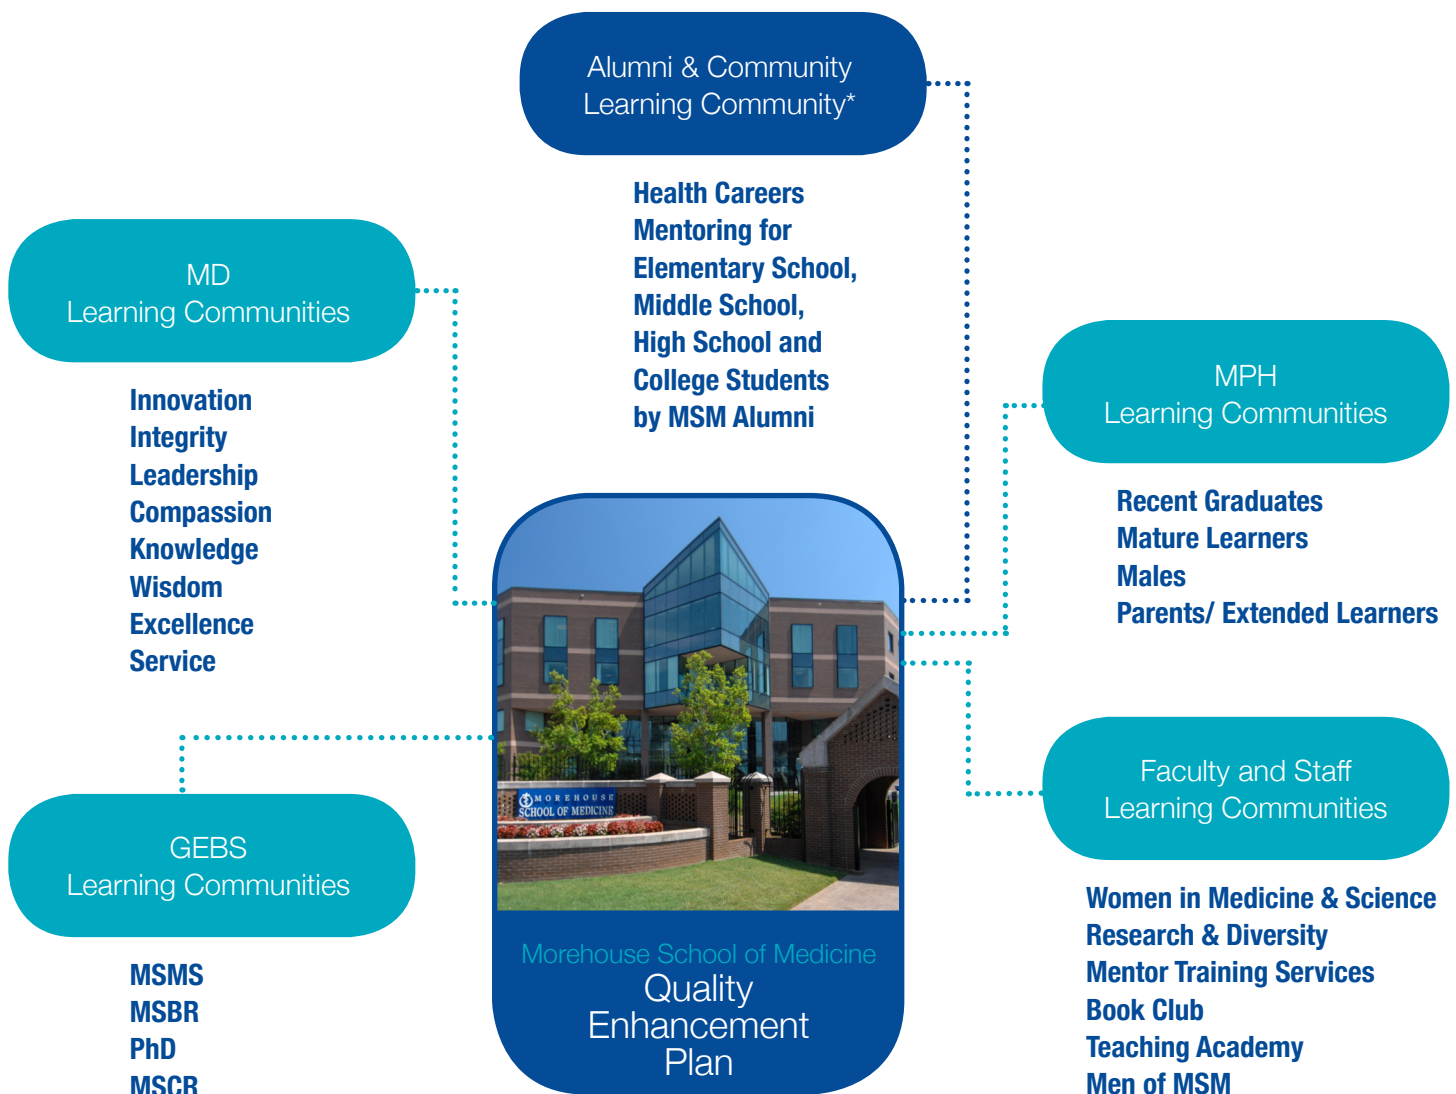 Alumni & Community
Learning Community*
Health Careers
Mentoring for
Elementary School,
Middle School,
High School and
College Students
by MSM Alumni
MD
Learning Communities
Innovation
Integrity
Leadership
Compassion
Knowledge
Wisdom
Excellence
Service
MPH
Learning Communities
Recent Graduates
Mature Learners
Males
Parents/ Extended Learners
GEBS
Learning Communities
MSMS
MSBR
PhD
MSCR
MOREHOUSE
SCHOOL OF MEDICINE
Morehouse School of Medicine
Quality
Enhancement
Plan
Faculty and Staff
Learning Communities
Women in Medicine & Science
Research & Diversity
Mentor Training Services
Book Club
Teaching Academy
Men of MSM